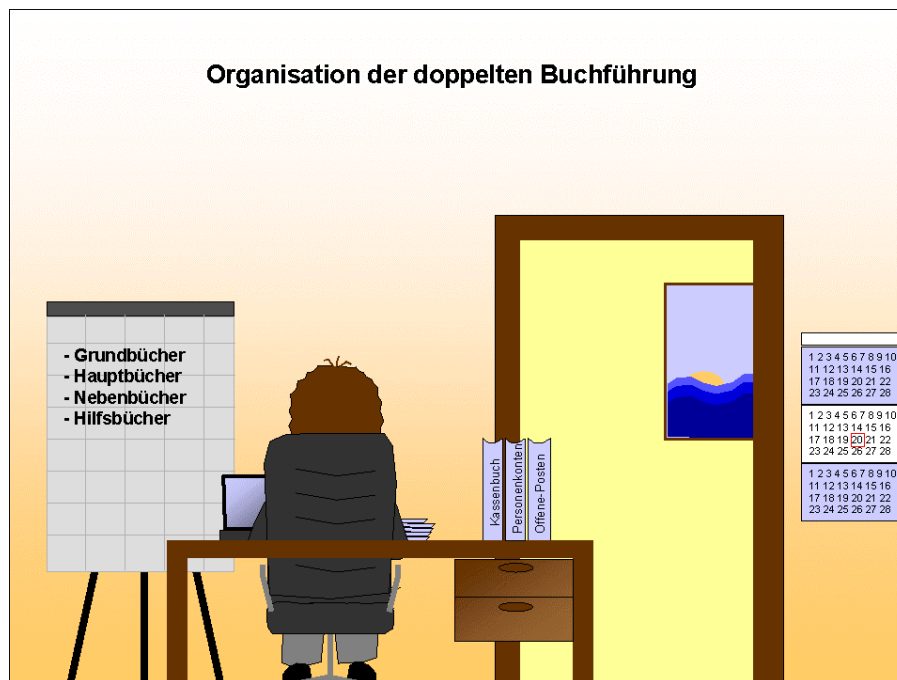 Organisation der doppelten Buchführung
- Grundbücher
- Hauptbücher
- Nebenbücher
- Hilfsbücher
Kassenbuch
Personenkonten
Offene-Posten
1 2 3 4 5 6 7 8 9 10
11 12 13 14 15 16
17 18 19 20 21 22
23 24 25 26 27 28
1 2 3 4 5 6 7 8 9 10
11 12 13 14 15 16
17 18 19 20 21 22
23 24 25 26 27 28
1 2 3 4 5 6 7 8 9 10
11 12 13 14 15 16
17 18 19 20 21 22
23 24 25 26 27 28